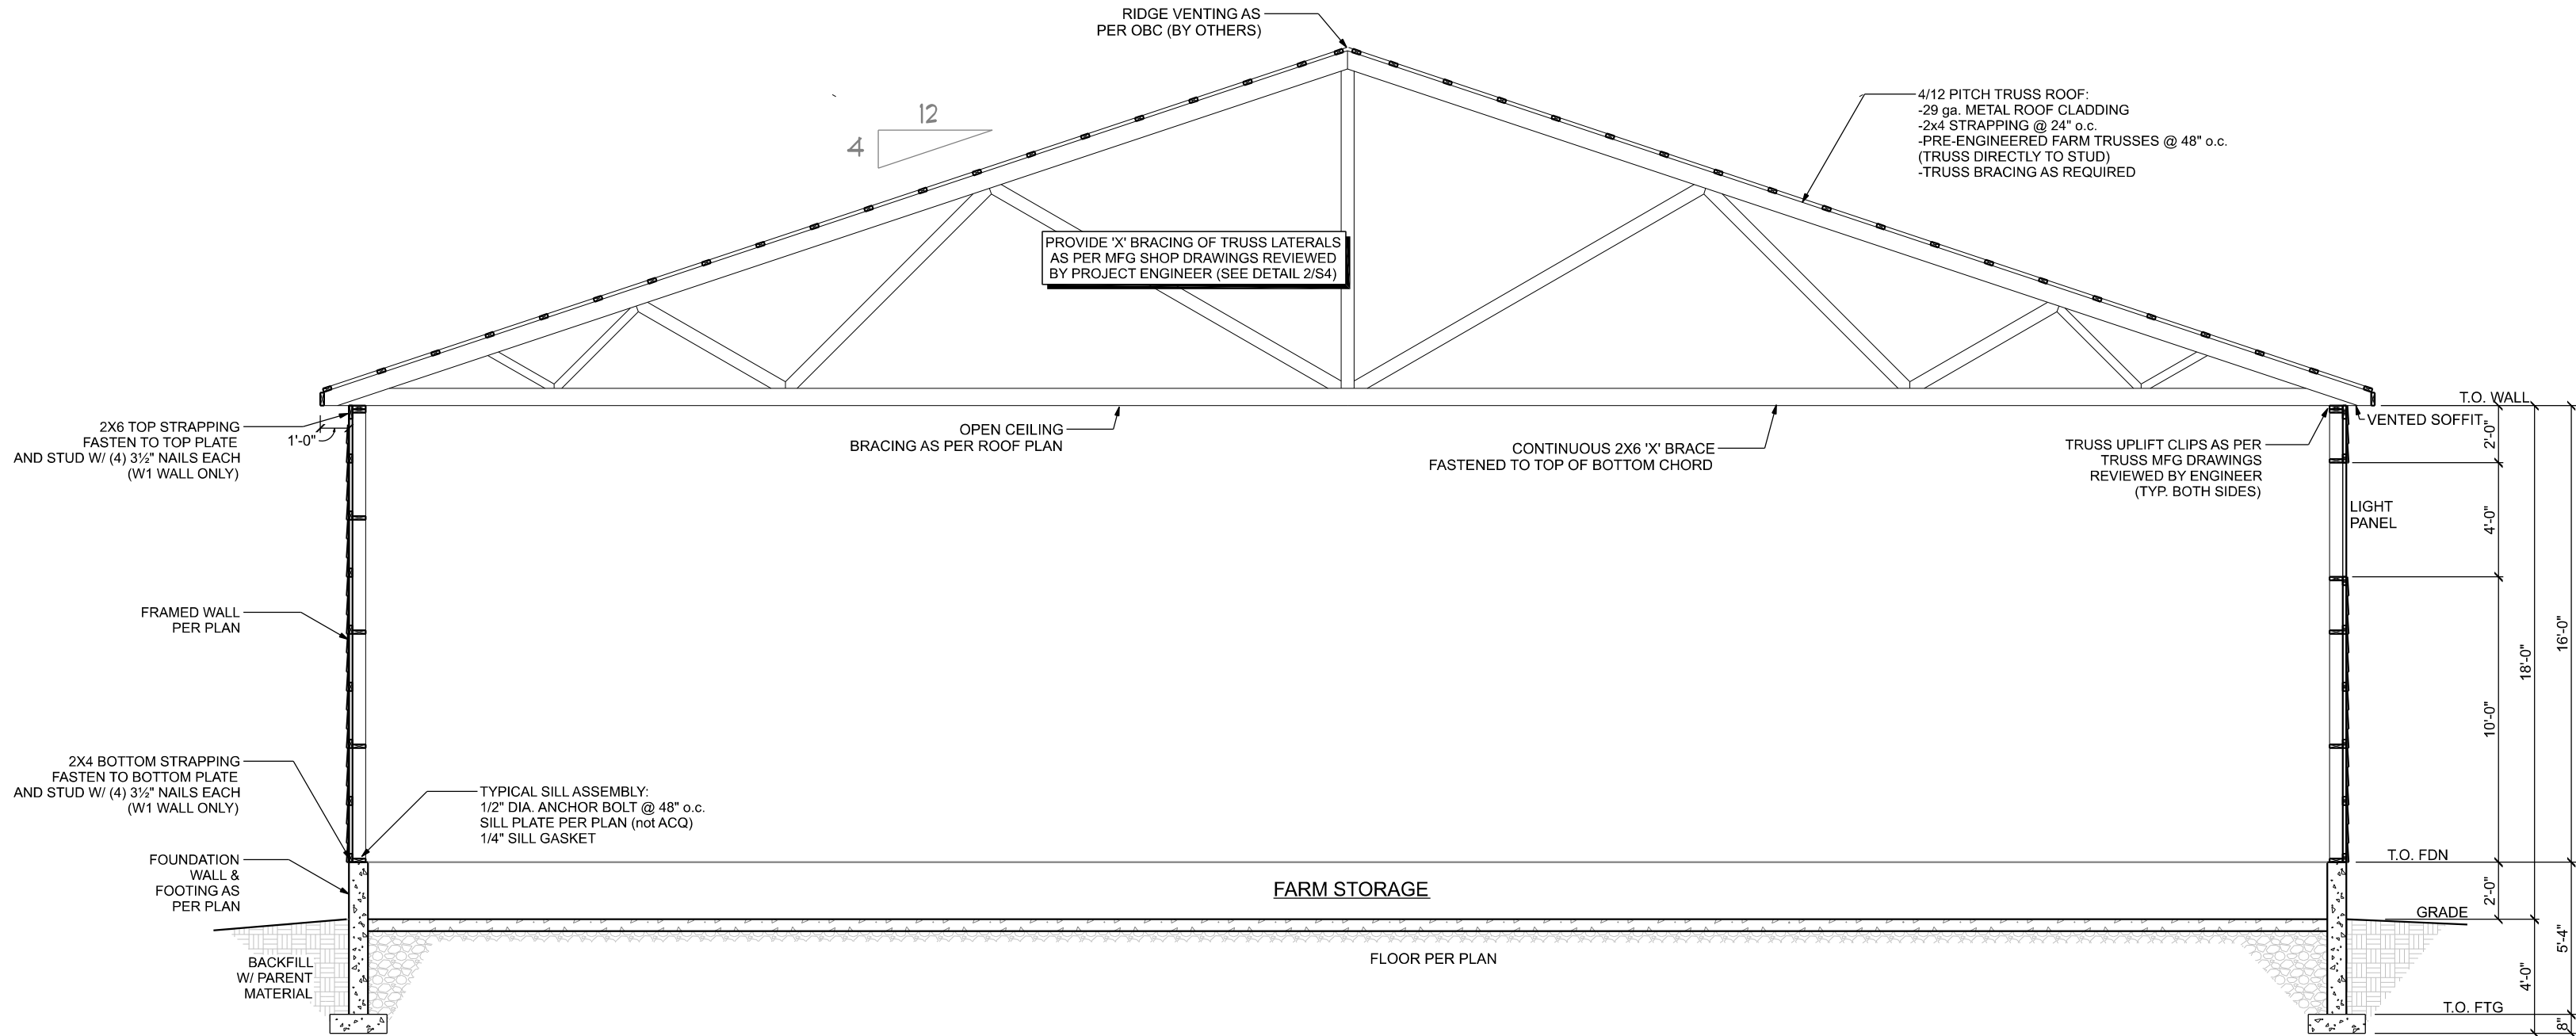 RIDGE VENTING AS
PER OBC (BY OTHERS)
12
4
4/12 PITCH TRUSS ROOF:
-29 ga. METAL ROOF CLADDING
-2x4 STRAPPING @ 24" o.c.
-PRE-ENGINEERED FARM TRUSSES @ 48" o.c.
(TRUSS DIRECTLY TO STUD)
-TRUSS BRACING AS REQUIRED
PROVIDE 'X' BRACING OF TRUSS LATERALS
AS PER MFG SHOP DRAWINGS REVIEWED
BY PROJECT ENGINEER (SEE DETAIL 2/S4)
2X6 TOP STRAPPING
FASTEN TO TOP PLATE
AND STUD W/ (4) 3½" NAILS EACH
(W1 WALL ONLY)
1'-0"
OPEN CEILING
BRACING AS PER ROOF PLAN
CONTINUOUS 2X6 'X' BRACE
FASTENED TO TOP OF BOTTOM CHORD
TRUSS UPLIFT CLIPS AS PER
TRUSS MFG DRAWINGS
REVIEWED BY ENGINEER
(TYP. BOTH SIDES)
T.O. WALL
VENTED SOFFIT
2'-0"
LIGHT
PANEL
4'-0"
FRAMED WALL
PER PLAN
10'-0"
18'-0"
16'-0"
2X4 BOTTOM STRAPPING
FASTEN TO BOTTOM PLATE
AND STUD W/ (4) 3½" NAILS EACH
(W1 WALL ONLY)
TYPICAL SILL ASSEMBLY:
1/2" DIA. ANCHOR BOLT @ 48" o.c.
SILL PLATE PER PLAN (not ACQ)
1/4" SILL GASKET
FOUNDATION
WALL &
FOOTING AS
PER PLAN
FARM STORAGE
T.O. FDN
2'-0"
GRADE
BACKFILL
W/ PARENT
MATERIAL
FLOOR PER PLAN
5'-4"
4'-0"
T.O. FTG
8"